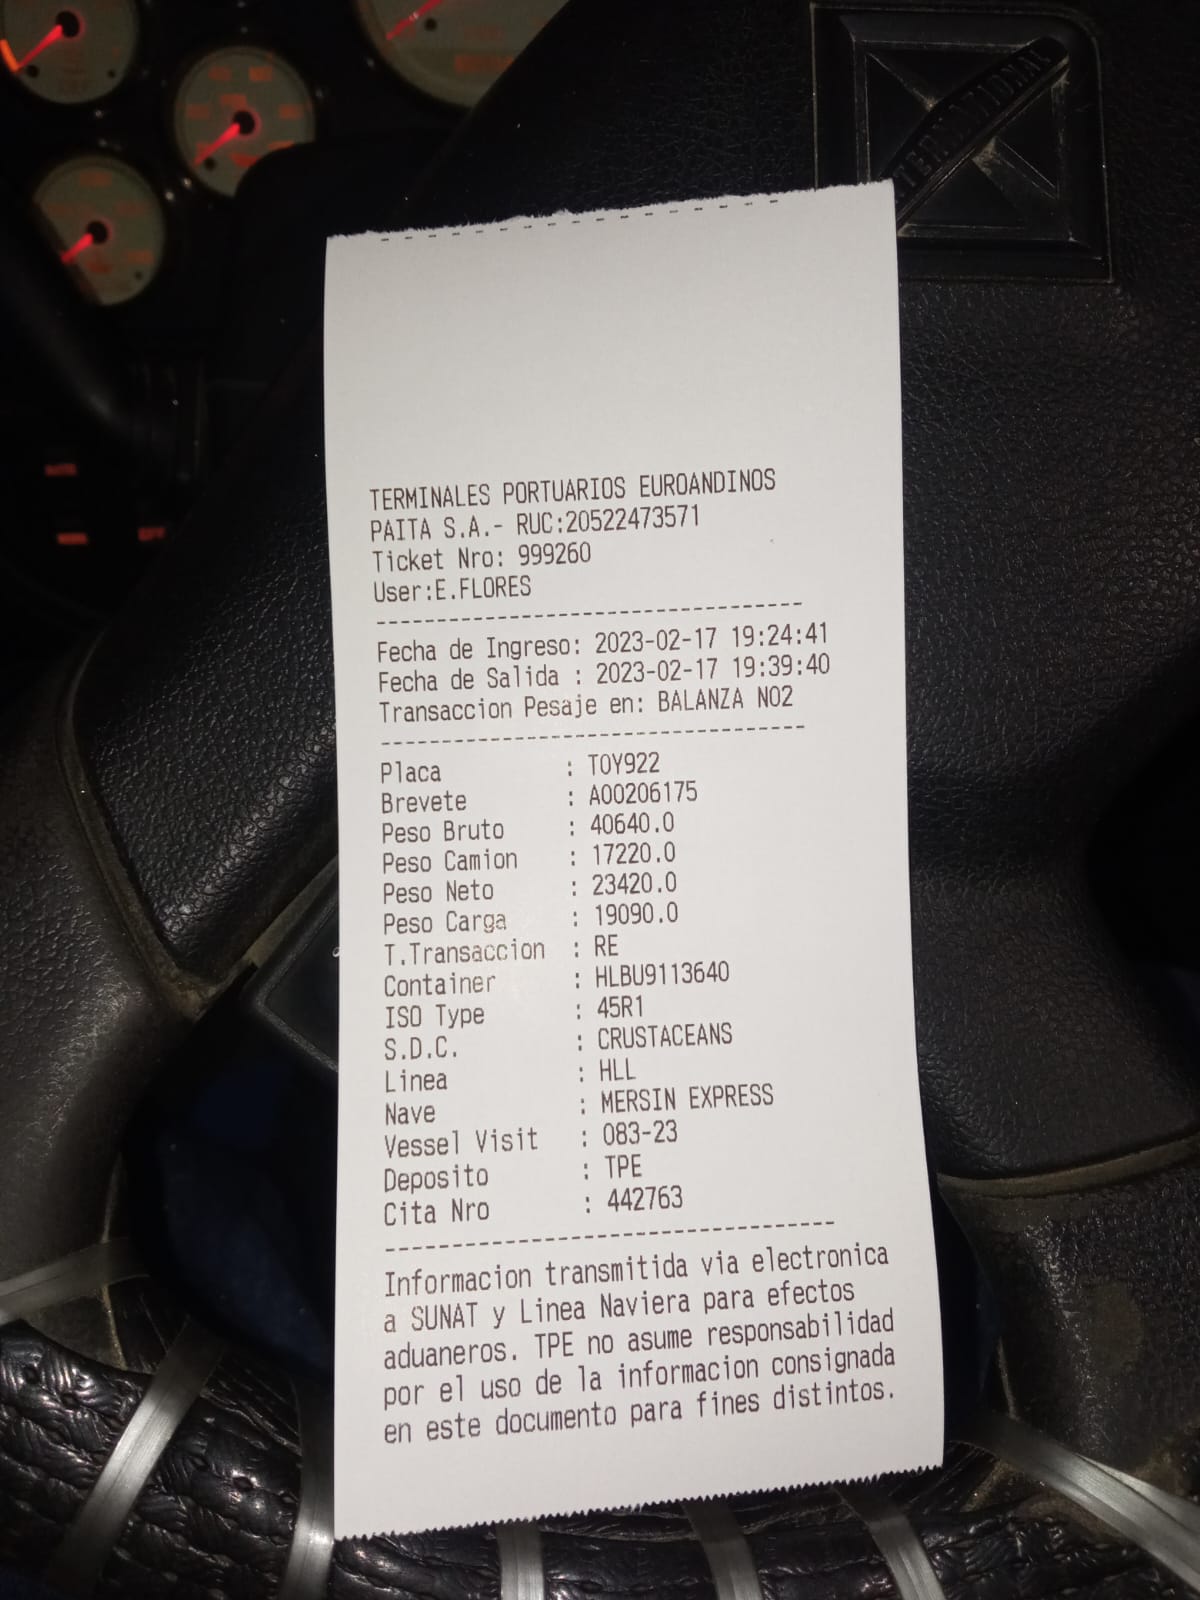 INTERNATIONAL
TERMINALES PORTUARIOS EUROANDINOS
PAITA S.A.- RUC:20522473571
Ticket Nro: 999260
User:E.FLORES
--------------------------------
Fecha de Ingreso: 2023-02-17 19:24:41
Fecha de Salida : 2023-02-17 19:39:40
Transaccion Pesaje en: BALANZA NO2
--------------------------------
Placa : TOY922
Brevete : A00206175
Peso Bruto : 40640.0
Peso Camion : 17220.0
Peso Neto : 23420.0
Peso Carga : 19090.0
T.Transaccion : RE
Container : HLBU9113640
ISO Type : 45R1
S.D.C. : CRUSTACEANS
Linea : HLL
Nave : MERSIN EXPRESS
Vessel Visit : 083-23
Deposito : TPE
Cita Nro : 442763
--------------------------------
Informacion transmitida via electronica
a SUNAT y Linea Naviera para efectos
aduaneros. TPE no asume responsabilidad
por el uso de la informacion consignada
en este documento para fines distintos.